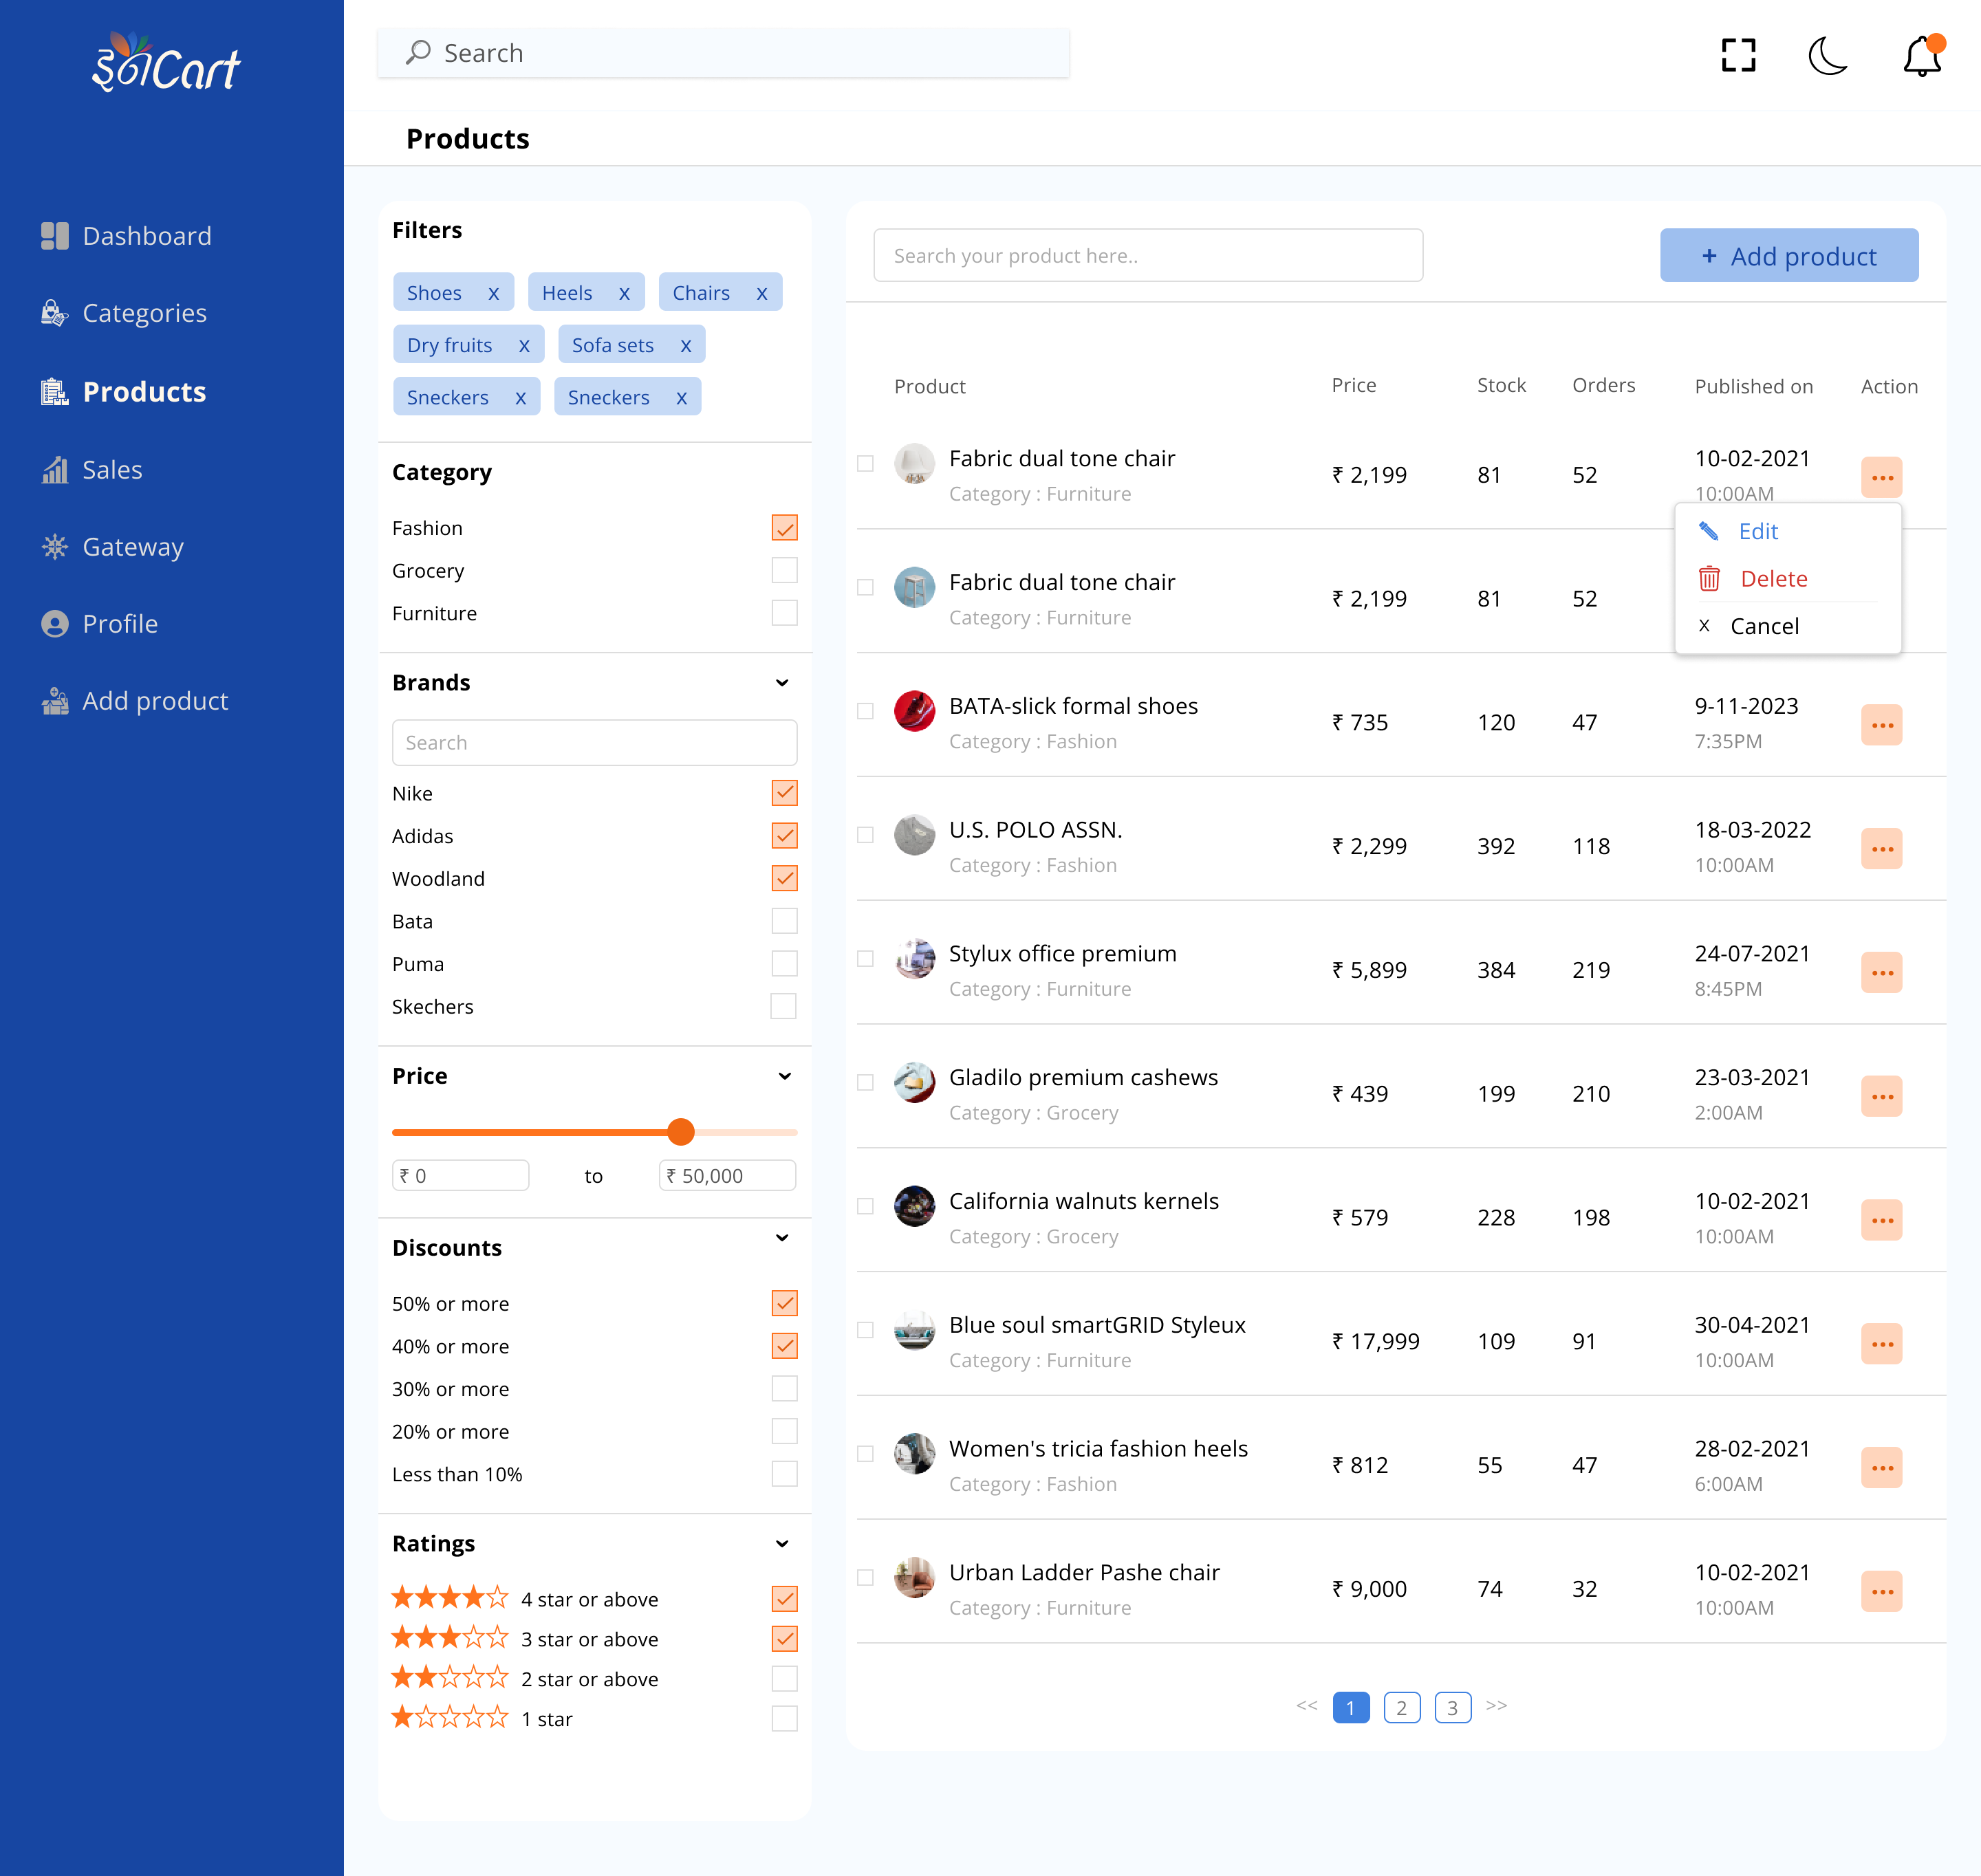 Cart
Search
Products
Dashboard
Categories
Products
Sales
Gateway
Profile
Add product
Filters
Shoes x Heels x Chairs x
Dry fruits x Sofa sets x
Sneckers x Sneckers x
Category
Fashion
Grocery
Furniture
Brands
Search
Nike
Adidas
Woodland
Bata
Puma
Skechers
Price
₹ 0 to ₹ 50,000
Discounts
50% or more
40% or more
30% or more
20% or more
Less than 10%
Ratings
4 star or above
3 star or above
2 star or above
1 star
Search your product here..
+ Add product
Product Price Stock Orders Published on Action
Fabric dual tone chair ₹ 2,199 81 52 10-02-2021
Category : Furniture 10:00AM
Edit
Delete
x Cancel
Fabric dual tone chair ₹ 2,199 81 52
Category : Furniture
BATA-slick formal shoes ₹ 735 120 47 9-11-2023
Category : Fashion 7:35PM
U.S. POLO ASSN. ₹ 2,299 392 118 18-03-2022
Category : Fashion 10:00AM
Stylux office premium ₹ 5,899 384 219 24-07-2021
Category : Furniture 8:45PM
Gladilo premium cashews ₹ 439 199 210 23-03-2021
Category : Grocery 2:00AM
California walnuts kernels ₹ 579 228 198 10-02-2021
Category : Grocery 10:00AM
Blue soul smartGRID Styleux ₹ 17,999 109 91 30-04-2021
Category : Furniture 10:00AM
Women's tricia fashion heels ₹ 812 55 47 28-02-2021
Category : Fashion 6:00AM
Urban Ladder Pashe chair ₹ 9,000 74 32 10-02-2021
Category : Furniture 10:00AM
<< 1 2 3 >>